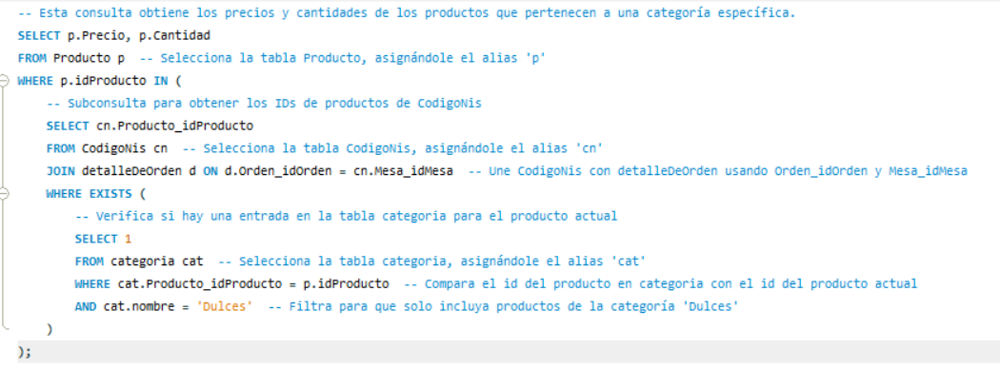 -- Esta consulta obtiene los precios y cantidades de los productos que pertenecen a una categoría específica.
SELECT p.Precio, p.Cantidad
FROM Producto p  -- Selecciona la tabla Producto, asignándole el alias 'p'
WHERE p.idProducto IN (
    -- Subconsulta para obtener los IDs de productos de CodigoNis
    SELECT cn.Producto_idProducto
    FROM CodigoNis cn  -- Selecciona la tabla CodigoNis, asignándole el alias 'cn'
    JOIN detalleDeOrden d ON d.Orden_idOrden = cn.Mesa_idMesa  -- Une CodigoNis con detalleDeOrden usando Orden_idOrden y Mesa_idMesa
    WHERE EXISTS (
        -- Verifica si hay una entrada en la tabla categoria para el producto actual
        SELECT 1
        FROM categoria cat  -- Selecciona la tabla categoria, asignándole el alias 'cat'
        WHERE cat.Producto_idProducto = p.idProducto  -- Compara el id del producto en categoria con el id del producto actual
        AND cat.nombre = 'Dulces'  -- Filtra para que solo incluya productos de la categoría 'Dulces'
    )
);